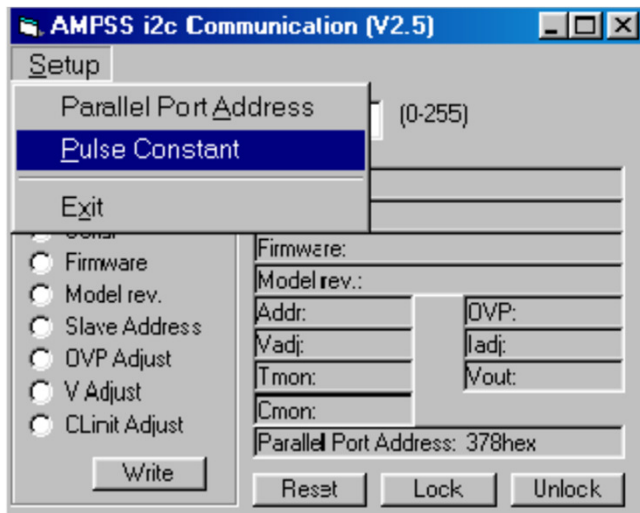 AMPSS i2c Communication (V2.5)
Setup
Parallel Port Address
(0-255)
Pulse Constant
Exit
Serial
Firmware
Model rev.
Slave Address
OVP Adjust
V Adjust
CLinit Adjust
Write
Firmware:
Model rev.:
Addr:
OVP:
Vadj:
Iadj:
Tmon:
Vout:
Cmon:
Parallel Port Address: 378hex
Reset
Lock
Unlock